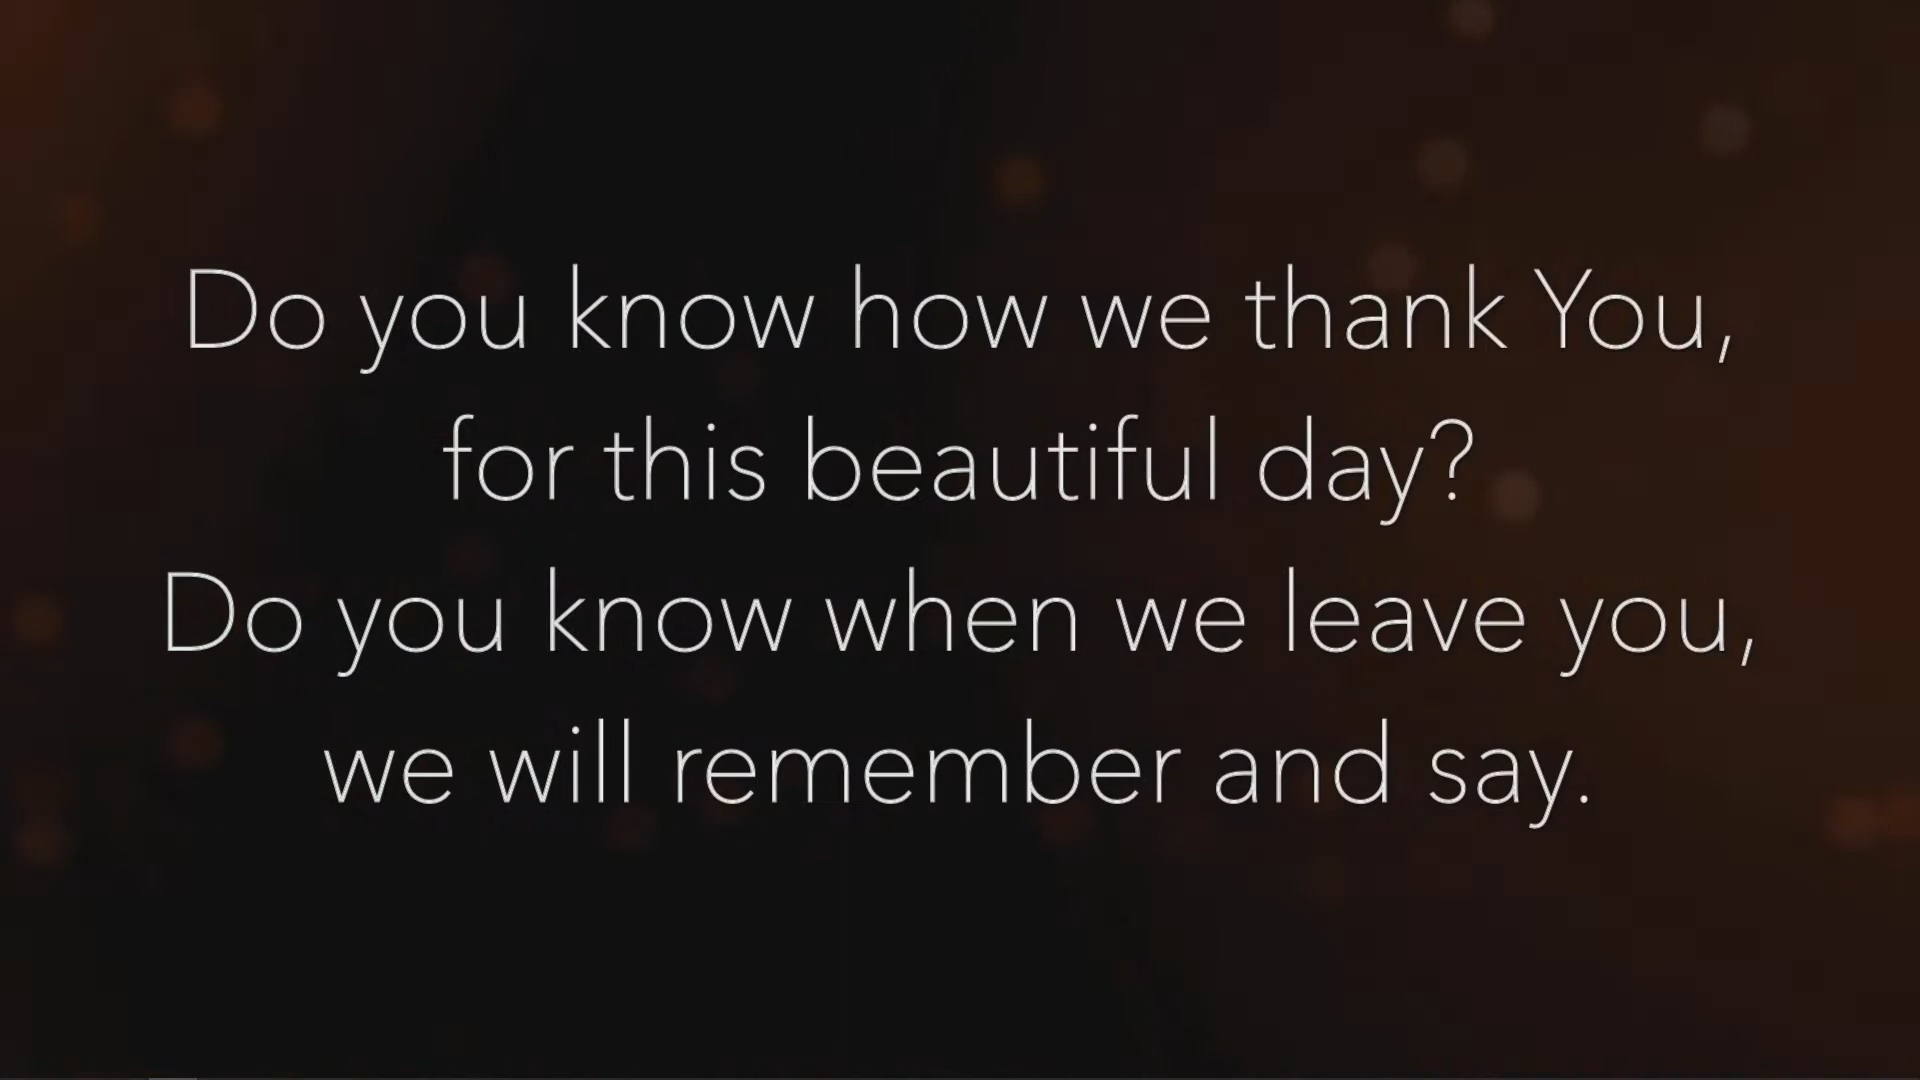 Do you know how we thank You,
for this beautiful day?
Do you know when we leave you,
we will remember and say.